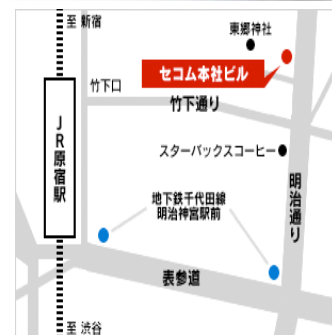 至 新宿
東郷神社
セコム本社ビル
竹下口
竹下通り
JR原宿駅
スターバックスコーヒー
明治通り
地下鉄千代田線
明治神宮駅前
表参道
至 渋谷